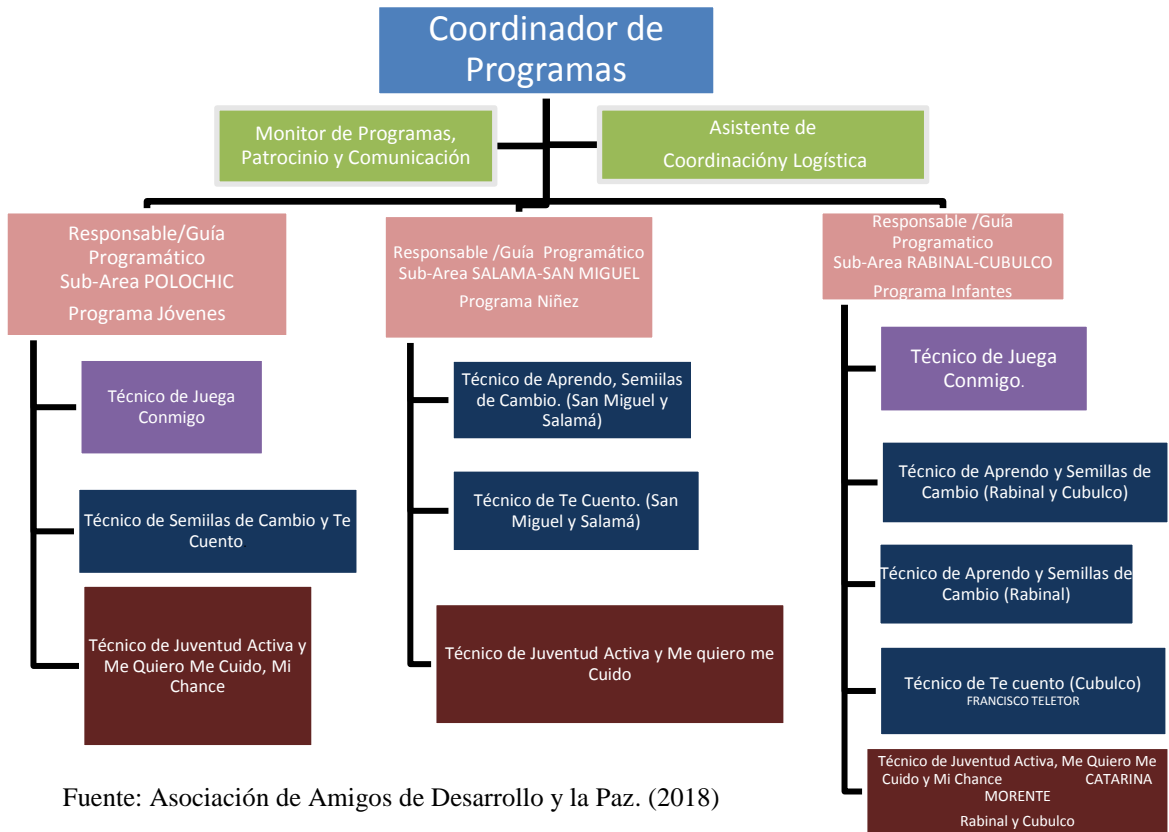 Coordinador de
Programas
Monitor de Programas,
Patrocinio y Comunicación
Asistente de
Coordinacióny Logística
Responsable/Guía
Programático
Sub-Area POLOCHIC
Programa Jóvenes
Responsable /Guía Programático
Sub-Area SALAMA-SAN MIGUEL
Programa Niñez
Responsable /Guía
Programatico
Sub-Area RABINAL-CUBULCO
Programa Infantes
Técnico de Juega
Conmigo
Técnico de Semiilas de Cambio y Te
Cuento.
Técnico de Juventud Activa y
Me Quiero Me Cuido, Mi
Chance
Técnico de Aprendo, Semiilas
de Cambio. (San Miguel y
Salamá)
Técnico de Te Cuento. (San
Miguel y Salamá)
Técnico de Juventud Activa y Me quiero me
Cuido
Técnico de Juega
Conmigo.
Técnico de Aprendo y Semillas de
Cambio (Rabinal y Cubulco)
Técnico de Aprendo y Semillas de
Cambio (Rabinal)
Técnico de Te cuento (Cubulco)
FRANCISCO TELETOR
Técnico de Juventud Activa, Me Quiero Me
Cuido y Mi Chance CATARINA
MORENTE
Rabinal y Cubulco
Fuente: Asociación de Amigos de Desarrollo y la Paz. (2018)